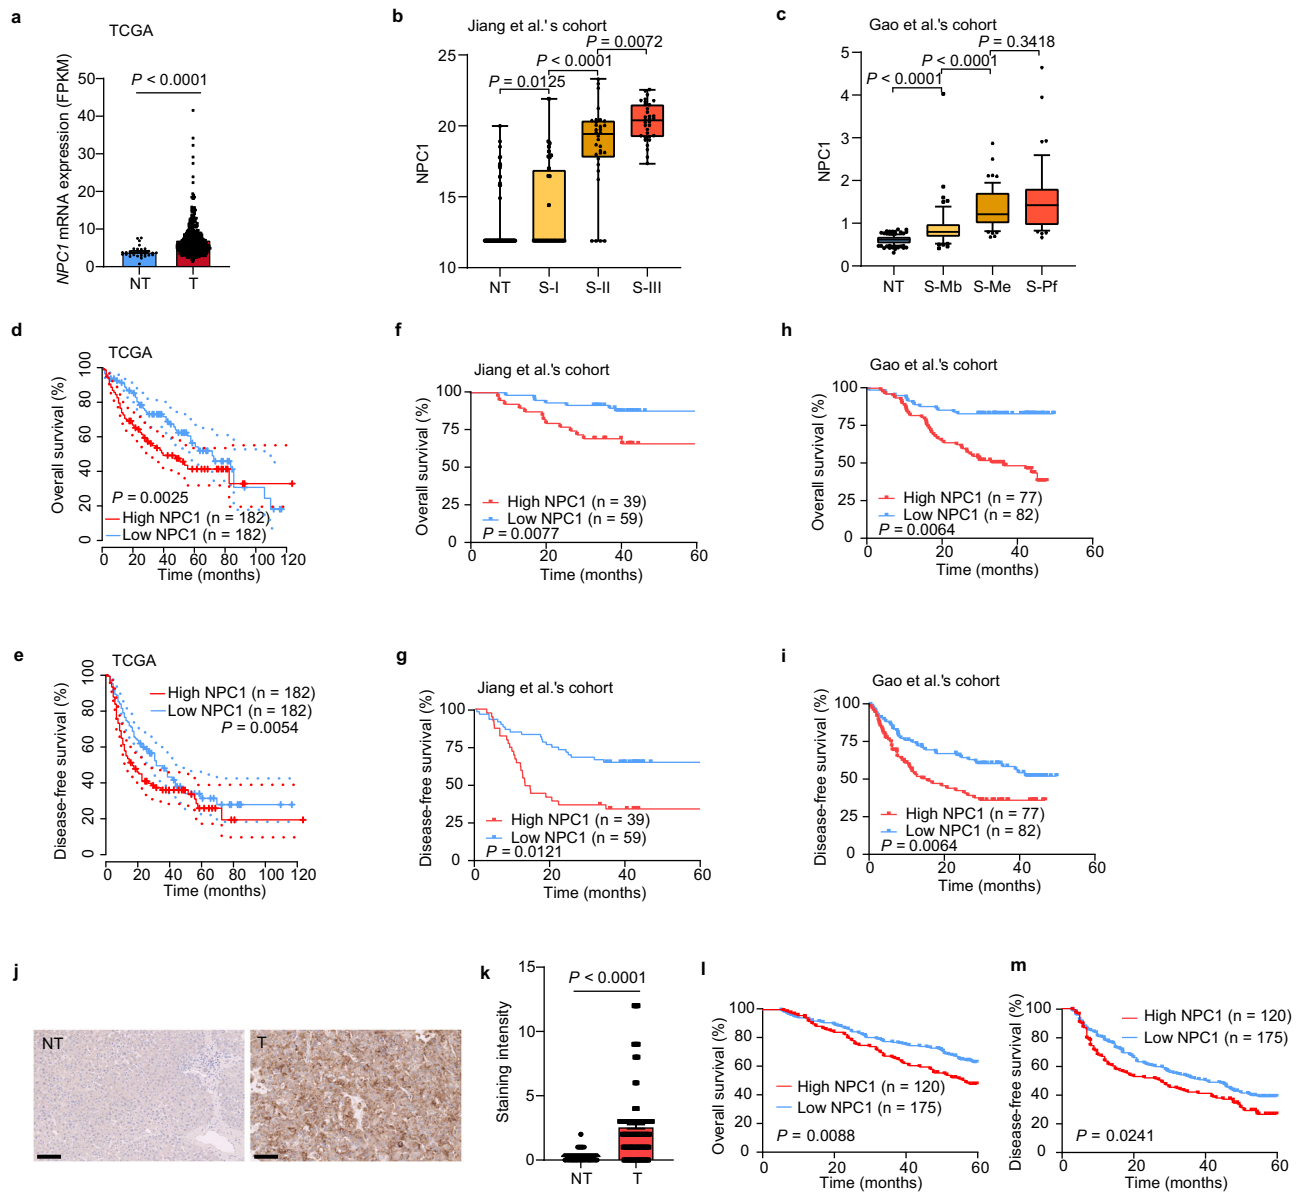 a
TCGA
P < 0.0001
NPC1 mRNA expression (FPKM)
50
40
30
20
10
0
NT
T
b
Jiang et al.' s cohort
P = 0.0072
P < 0.0001
P = 0.0125
NPC1
25
20
15
10
NT
S-I
S-II
S-III
c
Gao et al.'s cohort
P = 0.3418
P < 0.0001
P < 0.0001
NPC1
5
4
3
2
1
0
NT
S-Mb
S-Me
S-Pf
d
TCGA
Overall survival (%)
100
80
60
40
20
0
P = 0.0025
High NPC1 (n = 182)
Low NPC1 (n = 182)
0 20 40 60 80 100 120
Time (months)
f
Jiang et al.'s cohort
Overall survival (%)
100
75
50
25
0
High NPC1 (n = 39)
Low NPC1 (n = 59)
P = 0.0077
0 20 40 60
Time (months)
h
Gao et al.'s cohort
Overall survival (%)
100
75
50
25
0
High NPC1 (n = 77)
Low NPC1 (n = 82)
P = 0.0064
0 20 40 60
Time (months)
e
TCGA
Disease-free survival (%)
100
80
60
40
20
0
High NPC1 (n = 182)
Low NPC1 (n = 182)
P = 0.0054
0 20 40 60 80 100 120
Time (months)
g
Jiang et al.'s cohort
Disease-free survival (%)
100
75
50
25
0
High NPC1 (n = 39)
Low NPC1 (n = 59)
P = 0.0121
0 20 40 60
Time (months)
i
Gao et al.'s cohort
Disease-free survival (%)
100
75
50
25
0
High NPC1 (n = 77)
Low NPC1 (n = 82)
P = 0.0064
0 20 40 60
Time (months)
j
NT
T
k
P < 0.0001
Staining intensity
15
10
5
0
NT
T
l
Overall survival (%)
100
80
60
40
20
0
High NPC1 (n = 120)
Low NPC1 (n = 175)
P = 0.0088
0 20 40 60
Time (months)
m
Disease-free survival (%)
100
80
60
40
20
0
High NPC1 (n = 120)
Low NPC1 (n = 175)
P = 0.0241
0 20 40 60
Time (months)